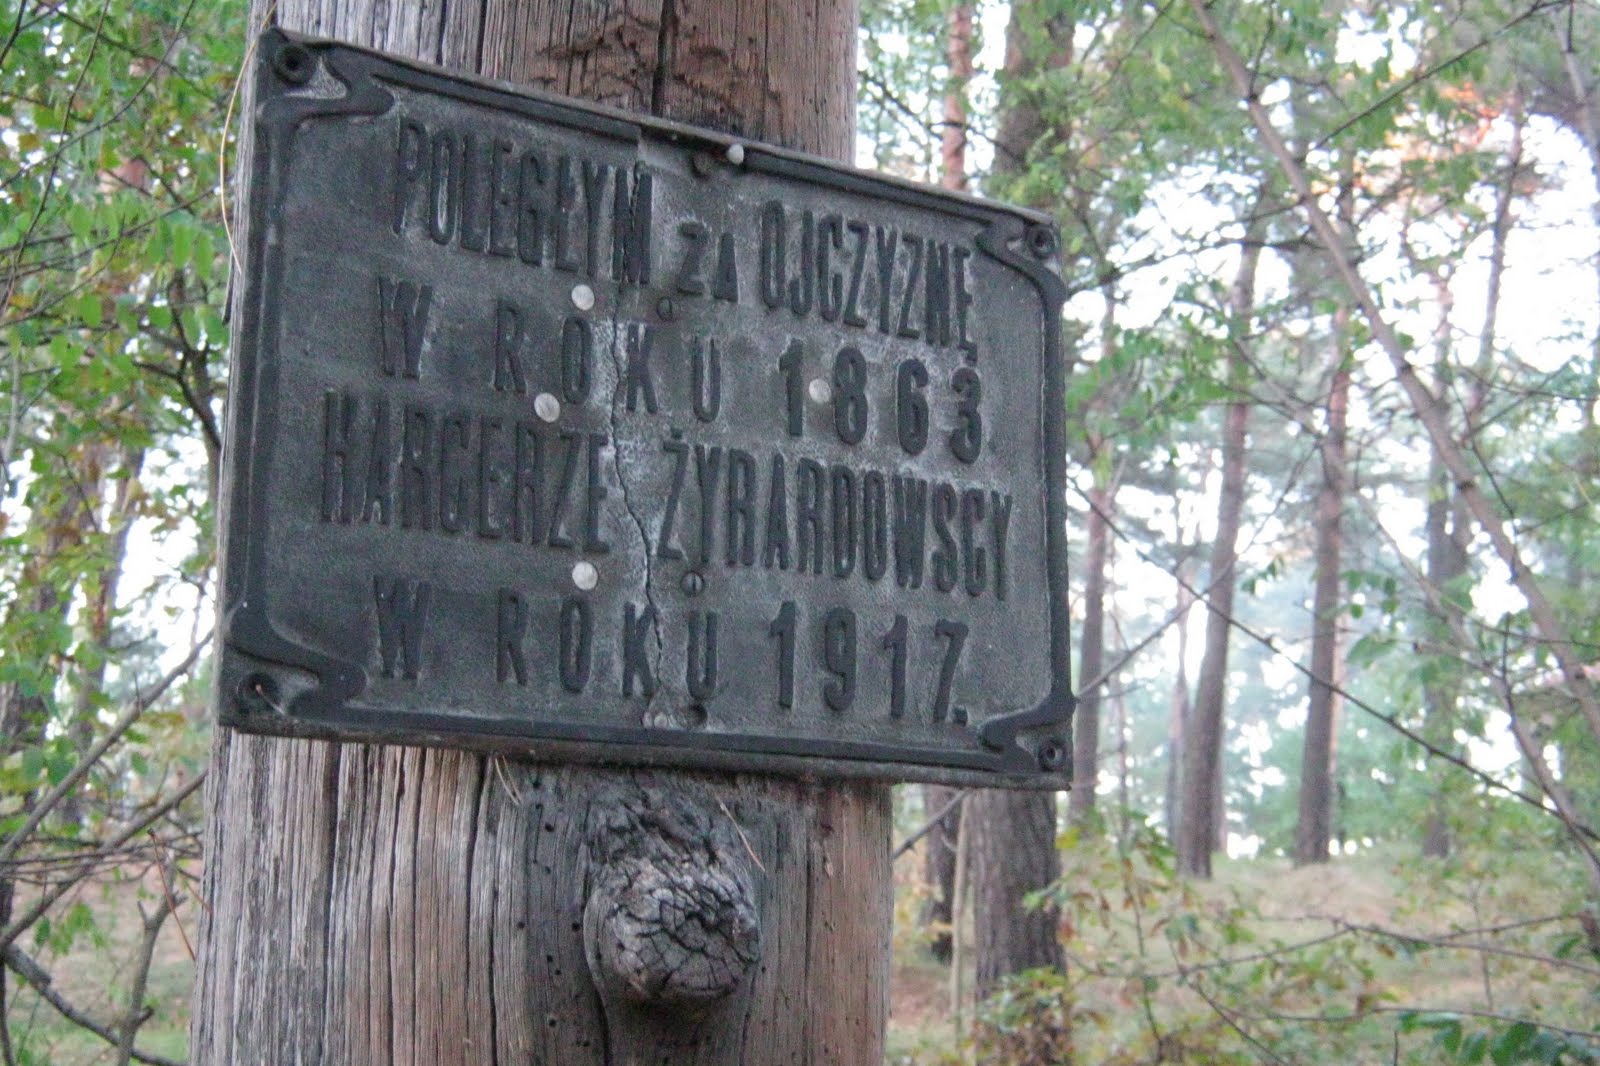 POLEGŁYM ZA OJCZYZNĘ
W ROKU 1863
HARCERZE ŻYRARDOWSCY
W ROKU 1917.